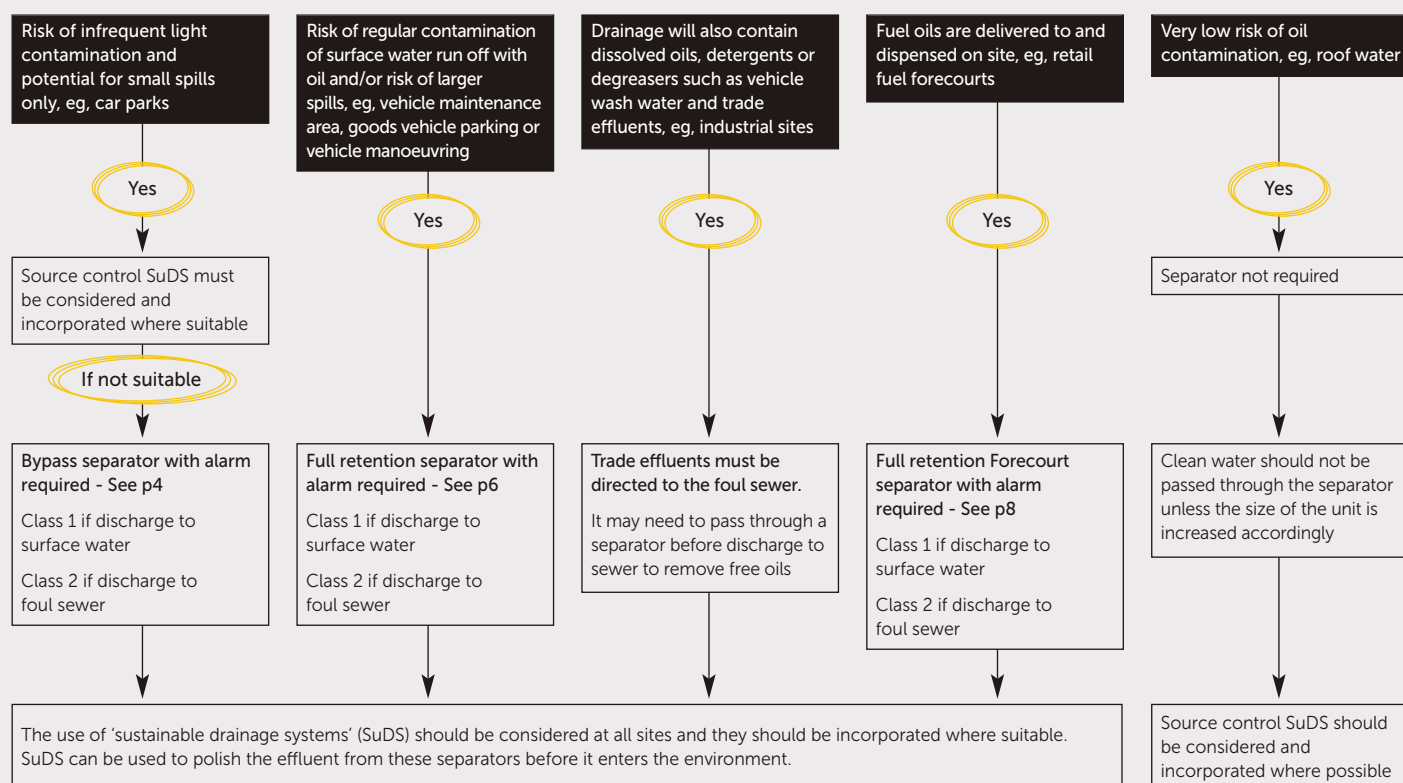 Risk of infrequent light
contamination and
potential for small spills
only, eg, car parks
Yes
Source control SuDS must
be considered and
incorporated where suitable
If not suitable
Bypass separator with alarm
required - See p4
Class 1 if discharge to
surface water
Class 2 if discharge to
foul sewer
Risk of regular contamination
of surface water run off with
oil and/or risk of larger
spills, eg, vehicle maintenance
area, goods vehicle parking or
vehicle manoeuvring
Yes
Full retention separator with
alarm required - See p6
Class 1 if discharge to
surface water
Class 2 if discharge to
foul sewer
Drainage will also contain
dissolved oils, detergents or
degreasers such as vehicle
wash water and trade
effluents, eg, industrial sites
Yes
Trade effluents must be
directed to the foul sewer.
It may need to pass through a
separator before discharge to
sewer to remove free oils
Fuel oils are delivered to and
dispensed on site, eg, retail
fuel forecourts
Yes
Full retention Forecourt
separator with alarm
required - See p8
Class 1 if discharge to
surface water
Class 2 if discharge to
foul sewer
Very low risk of oil
contamination, eg, roof water
Yes
Separator not required
Clean water should not be
passed through the separator
unless the size of the unit is
increased accordingly
The use of ‘sustainable drainage systems’ (SuDS) should be considered at all sites and they should be incorporated where suitable.
SuDS can be used to polish the effluent from these separators before it enters the environment.
Source control SuDS should
be considered and
incorporated where possible